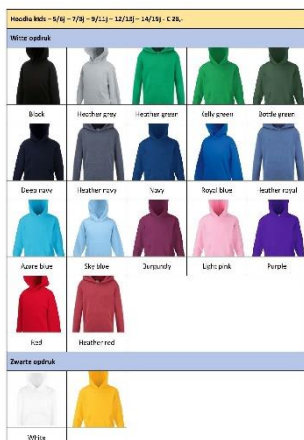 Hoodie kids – 5/6j – 7/8j – 9/11j – 12/13j – 14/15j - € 28,-
Witte opdruk
Black Heather grey Heather green Kelly green Bottle green
Deep navy Heather navy Navy Royal blue Heather royal
Azure blue Sky blue Burgundy Light pink Purple
Red Heather red
Zwarte opdruk
White